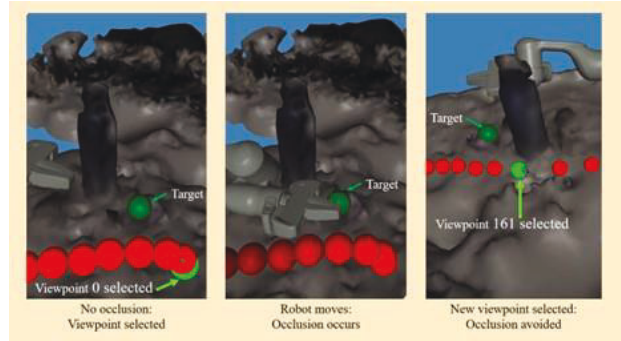 Target
Viewpoint 0 selected
No occlusion:
Viewpoint selected
Target
Robot moves:
Occlusion occurs
Target
Viewpoint 161 selected
New viewpoint selected:
Occlusion avoided